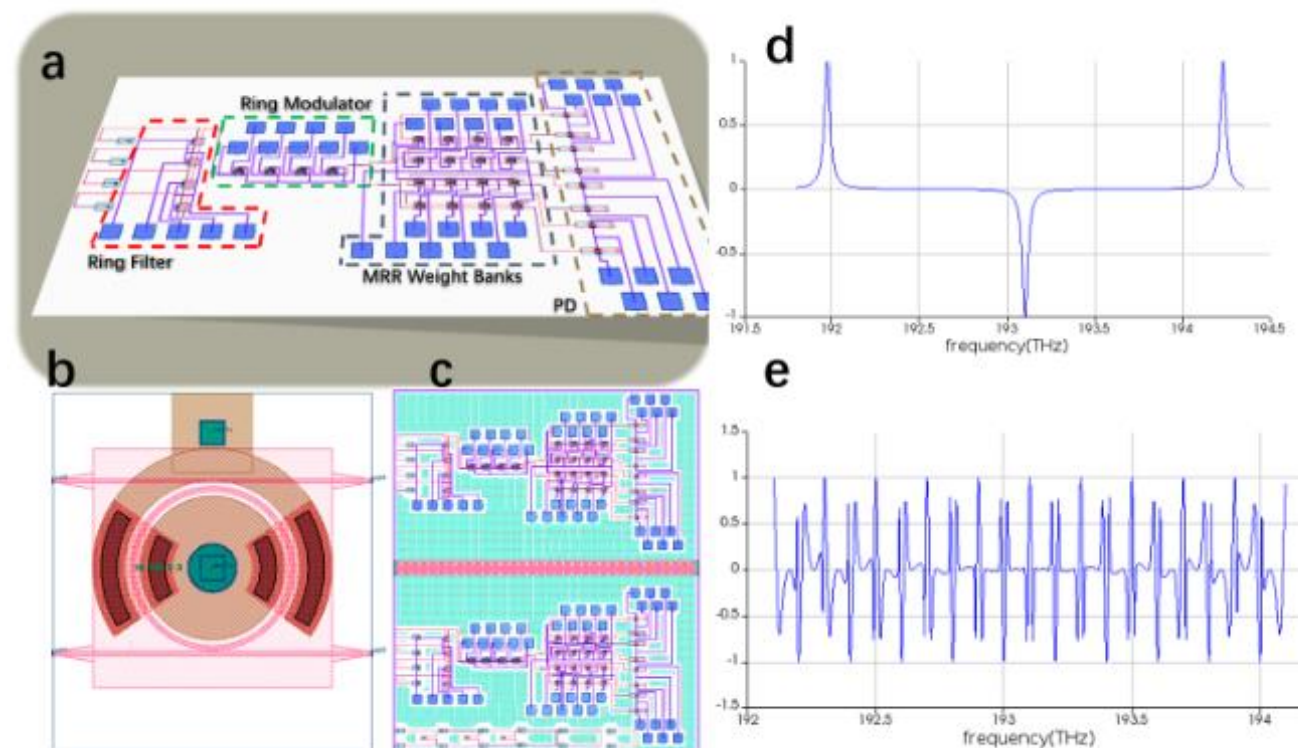 a
Ring Modulator
Ring Filter
MRR Weight Banks
PD
b
c
d
1
0.5
0
-0.5
-1
191.5
192
192.5
193
193.5
194
194.5
frequency(THz)
e
1.5
1
0.5
0
-0.5
-1
-1.5
192
192.5
193
193.5
194
frequency(THz)